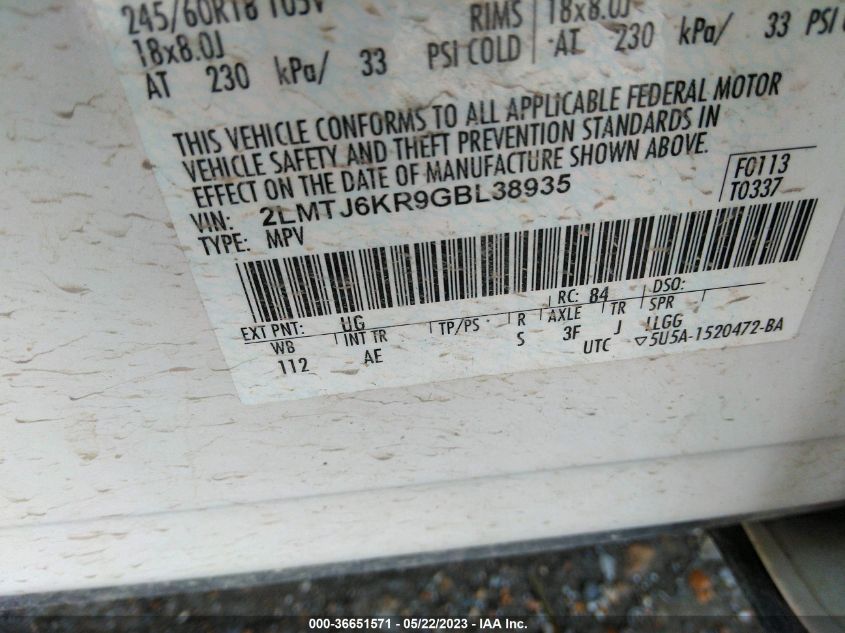 245/60R18 105V
18x8.0J
AT 230 kPa/ 33 PSI COLD
RIMS 18x8.0J
AT 230 kPa/ 33 PSI
THIS VEHICLE CONFORMS TO ALL APPLICABLE FEDERAL MOTOR
VEHICLE SAFETY AND THEFT PREVENTION STANDARDS IN
EFFECT ON THE DATE OF MANUFACTURE SHOWN ABOVE.
VIN: 2LMTJ6KR9GBL38935
TYPE: MPV
F0113
T0337
EXT PNT: UG RC: 84 DSO:
WB INT TR TP/PS R AXLE TR SPR
112 AE S 3F J LLGG
UTC ▽5U5A-1520472-BA
000-36651571 - 05/22/2023 - IAA Inc.